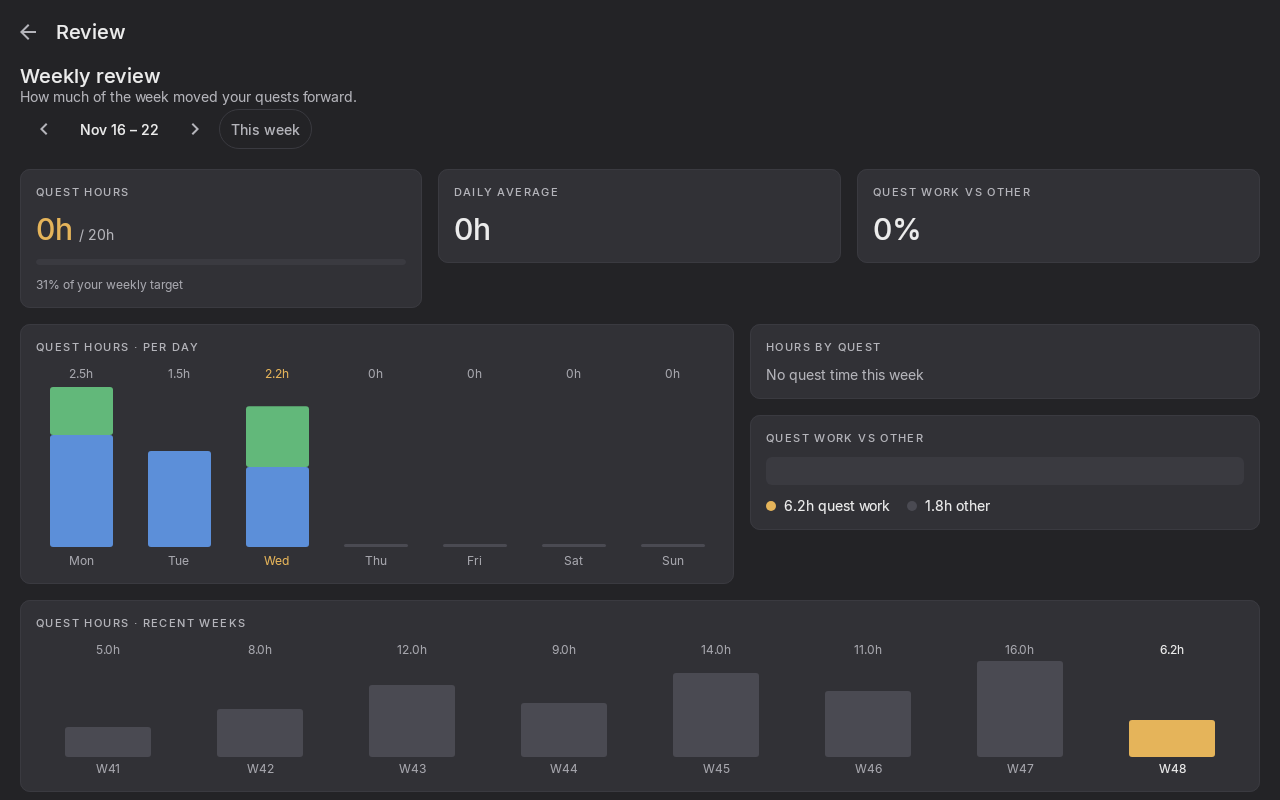 Review
Weekly review
How much of the week moved your quests forward.
Nov 16 – 22
This week
QUEST HOURS
0h / 20h
31% of your weekly target
DAILY AVERAGE
0h
QUEST WORK VS OTHER
0%
QUEST HOURS · PER DAY
2.5h 1.5h 2.2h 0h 0h 0h 0h
Mon Tue Wed Thu Fri Sat Sun
HOURS BY QUEST
No quest time this week
QUEST WORK VS OTHER
6.2h quest work 1.8h other
QUEST HOURS · RECENT WEEKS
5.0h 8.0h 12.0h 9.0h 14.0h 11.0h 16.0h 6.2h
W41 W42 W43 W44 W45 W46 W47 W48